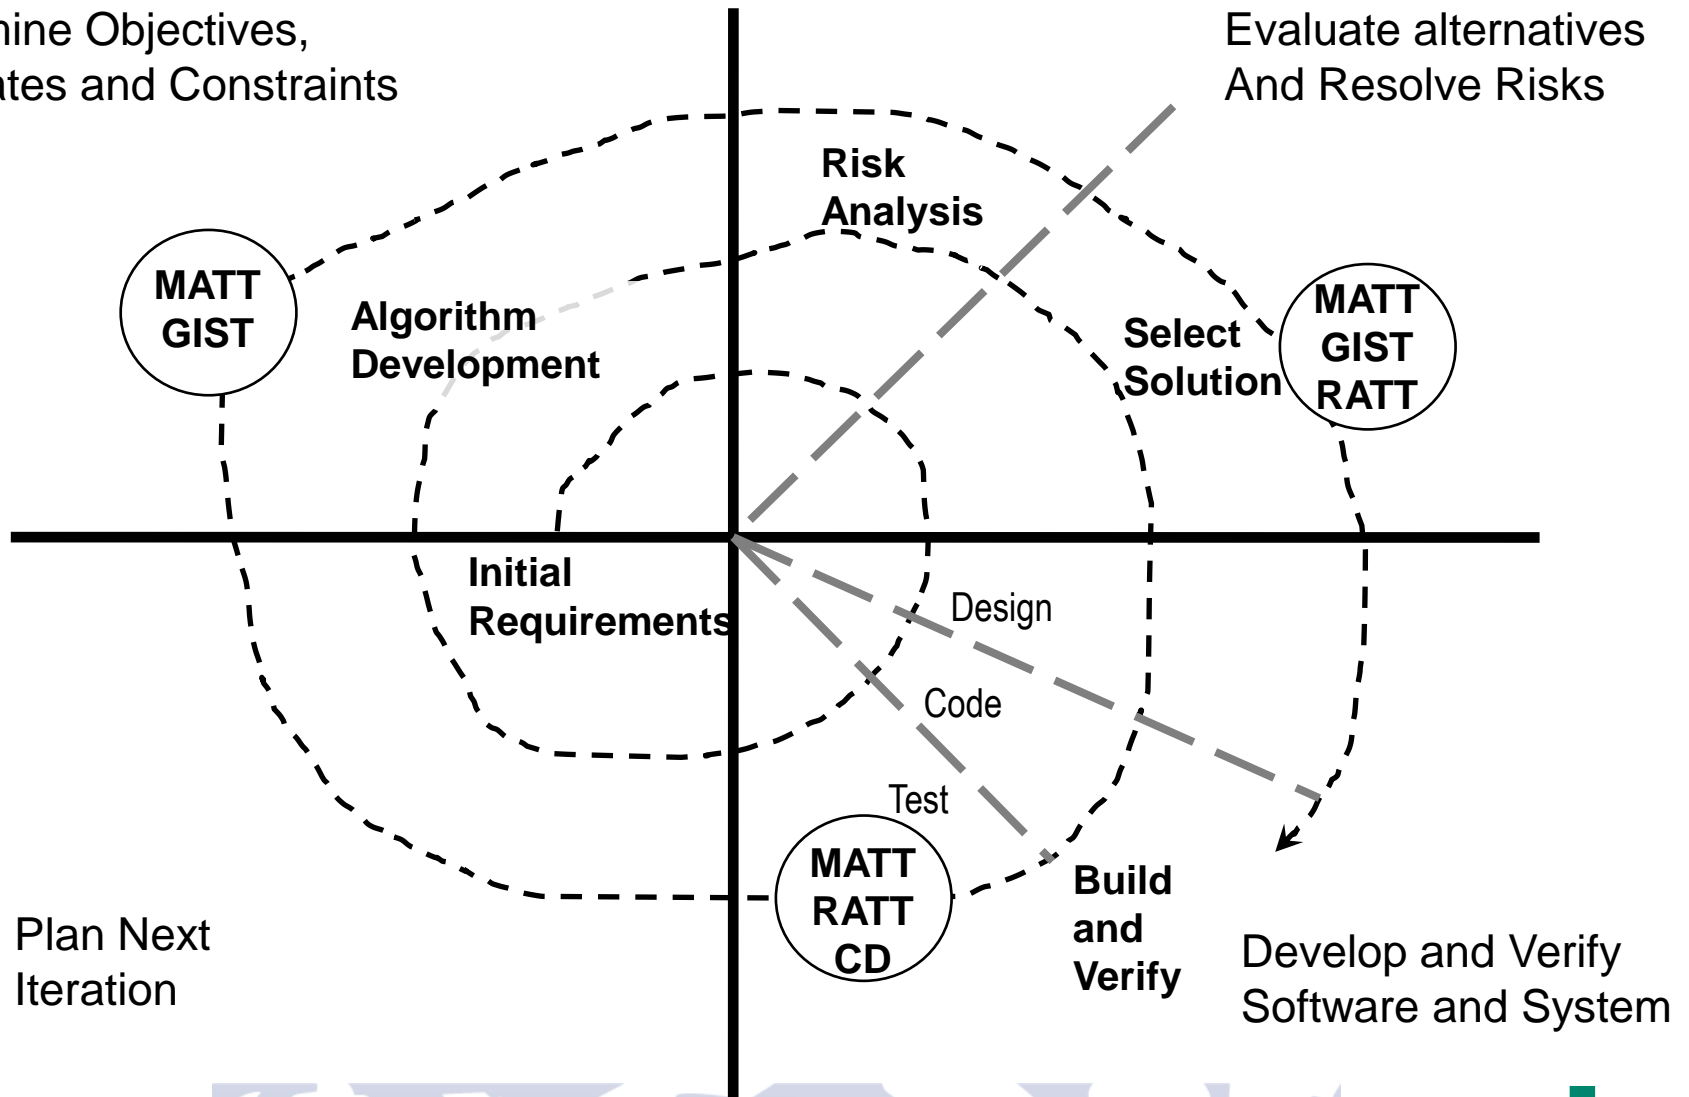 Objectives,
and Constraints
Evaluate alternatives
And Resolve Risks
Risk
Analysis
MATT
GIST
Algorithm
Development
Select
Solution
MATT
GIST
RATT
Initial
Requirements
Design
Code
Test
MATT
RATT
CD
Build
and
Verify
Plan Next
Iteration
Develop and Verify
Software and System